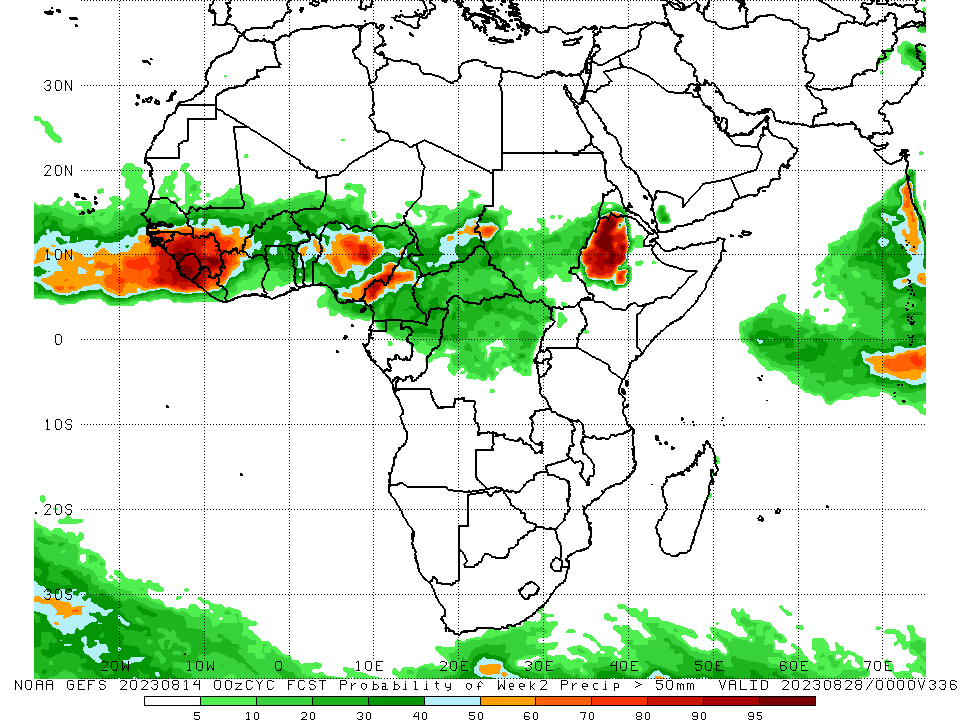 30N
20N
10N
0
10S
20S
30S
20W 10W 0 10E 20E 30E 40E 50E 60E 70E
NOAA GEFS 20230814 00zCYC FCST Probability of Week2 Precip > 50mm VALID 20230828/0000V336
5 10 20 30 40 50 60 70 80 90 95